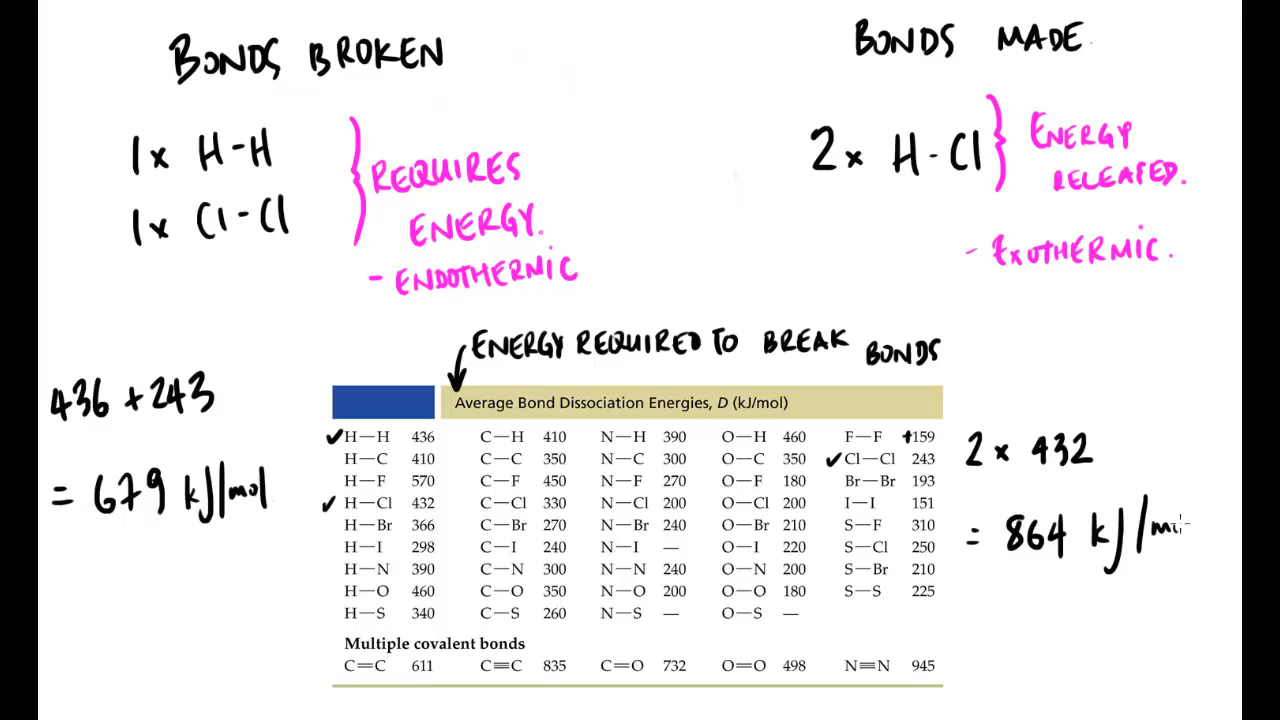 BONDS BROKEN
1x H-H
1x Cl-Cl
REQUIRES
ENERGY.
- ENDOTHERMIC
BONDS MADE
2x H-Cl
ENERGY
RELEASED.
- EXOTHERMIC.
ENERGY REQUIRED TO BREAK BONDS
436 + 243
= 679 kJ/mol
Average Bond Dissociation Energies, D (kJ/mol)
H—H 436 C—H 410 N—H 390 O—H 460 F—F 159
H—C 410 C—C 350 N—C 300 O—C 350 Cl—Cl 243
H—F 570 C—F 450 N—F 270 O—F 180 Br—Br 193
H—Cl 432 C—Cl 330 N—Cl 200 O—Cl 200 I—I 151
H—Br 366 C—Br 270 N—Br 240 O—Br 210 S—F 310
H—I 298 C—I 240 N—I — O—I 220 S—Cl 250
H—N 390 C—N 300 N—N 240 O—N 200 S—Br 210
H—O 460 C—O 350 N—O 200 O—O 180 S—S 225
H—S 340 C—S 260 N—S — O—S —
Multiple covalent bonds
C=C 611 C≡C 835 C=O 732 O=O 498 N≡N 945
2 x 432
= 864 kJ/